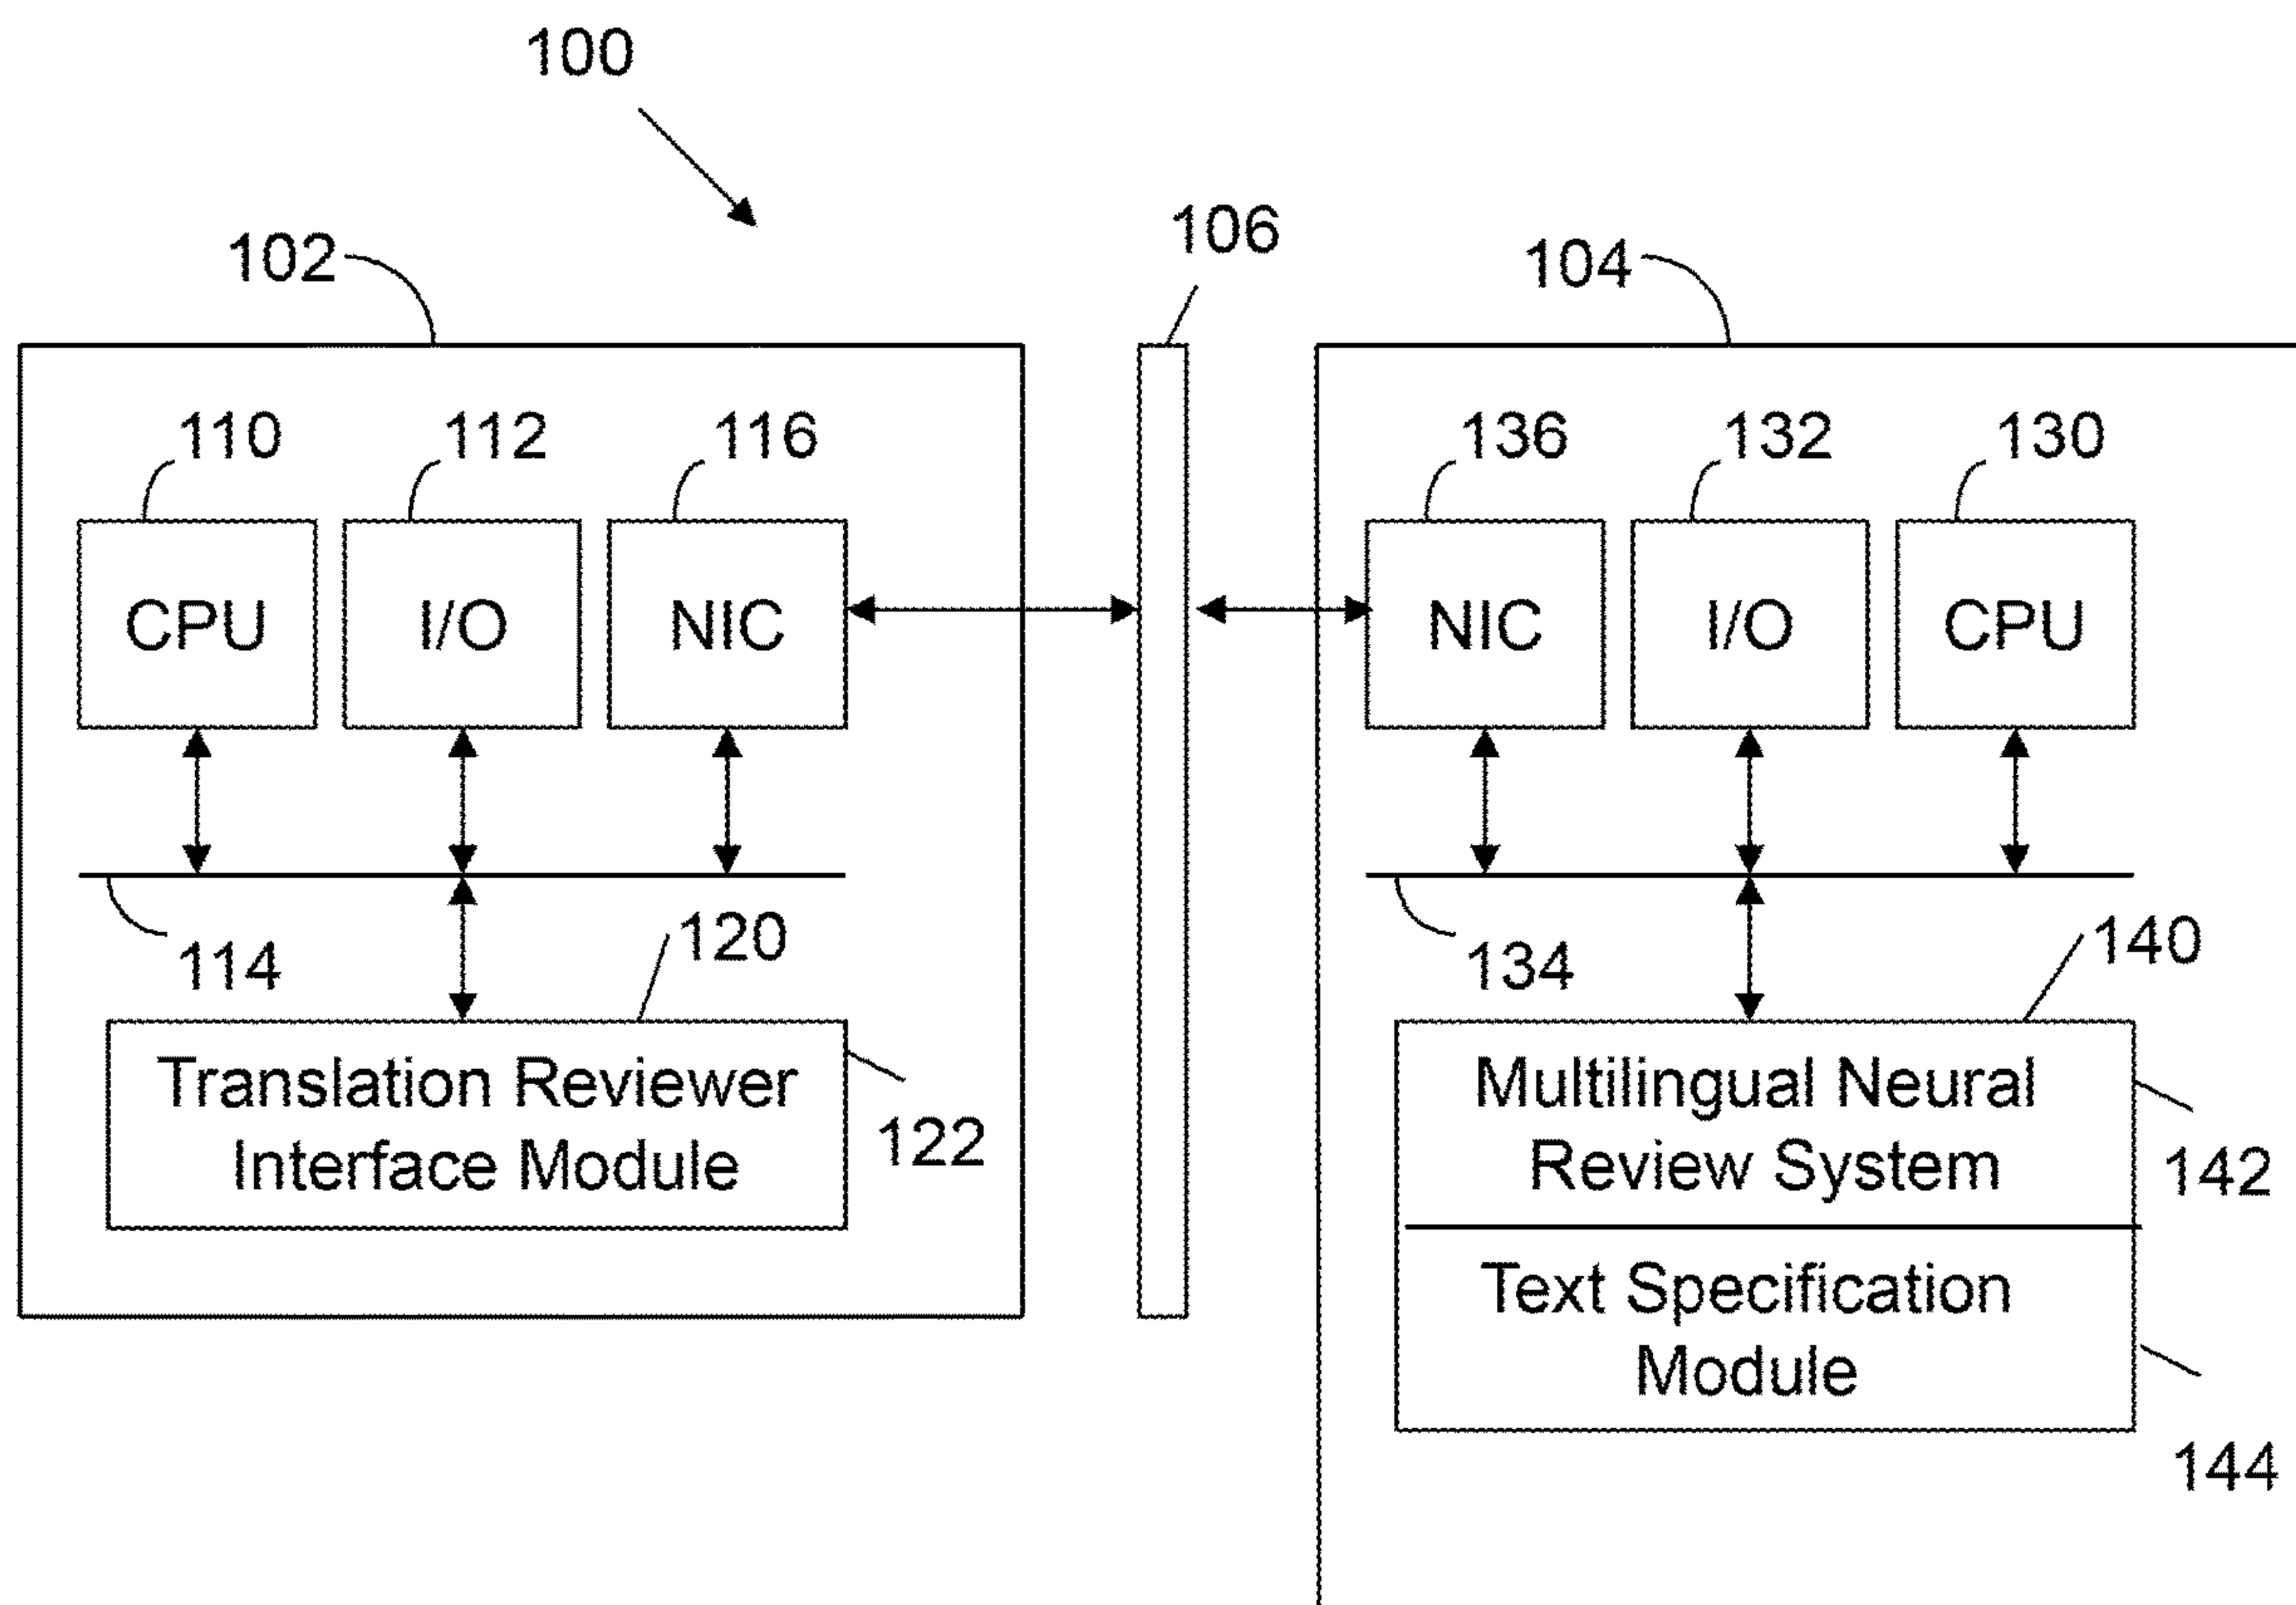 100
106
102
104
110
112
116
136
132
130
CPU
I/O
NIC
NIC
I/O
CPU
114
120
134
140
Translation Reviewer
Interface Module
122
Multilingual Neural
Review System
142
Text Specification
Module
144